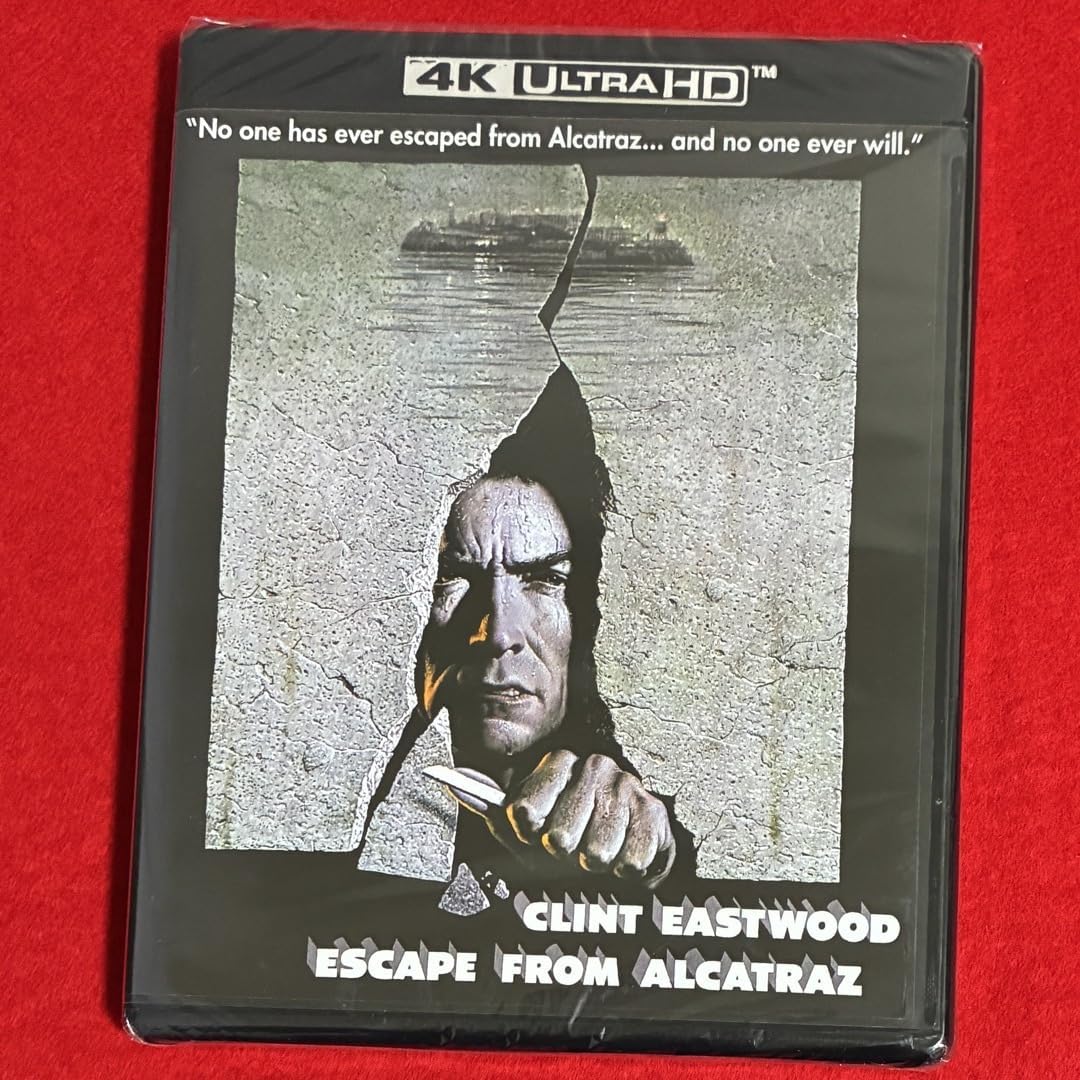 4K ULTRA HD™
“No one has ever escaped from Alcatraz... and no one ever will.”
CLINT EASTWOOD
ESCAPE FROM ALCATRAZ